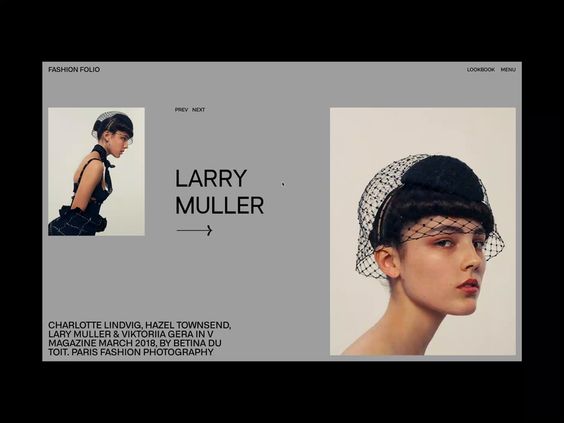 FASHION FOLIO
LOOKBOOK MENU
PREV NEXT
LARRY
MULLER
CHARLOTTE LINDVIG, HAZEL TOWNSEND,
LARY MULLER & VIKTORIIA GERA IN V
MAGAZINE MARCH 2018, BY BETINA DU
TOIT. PARIS FASHION PHOTOGRAPHY